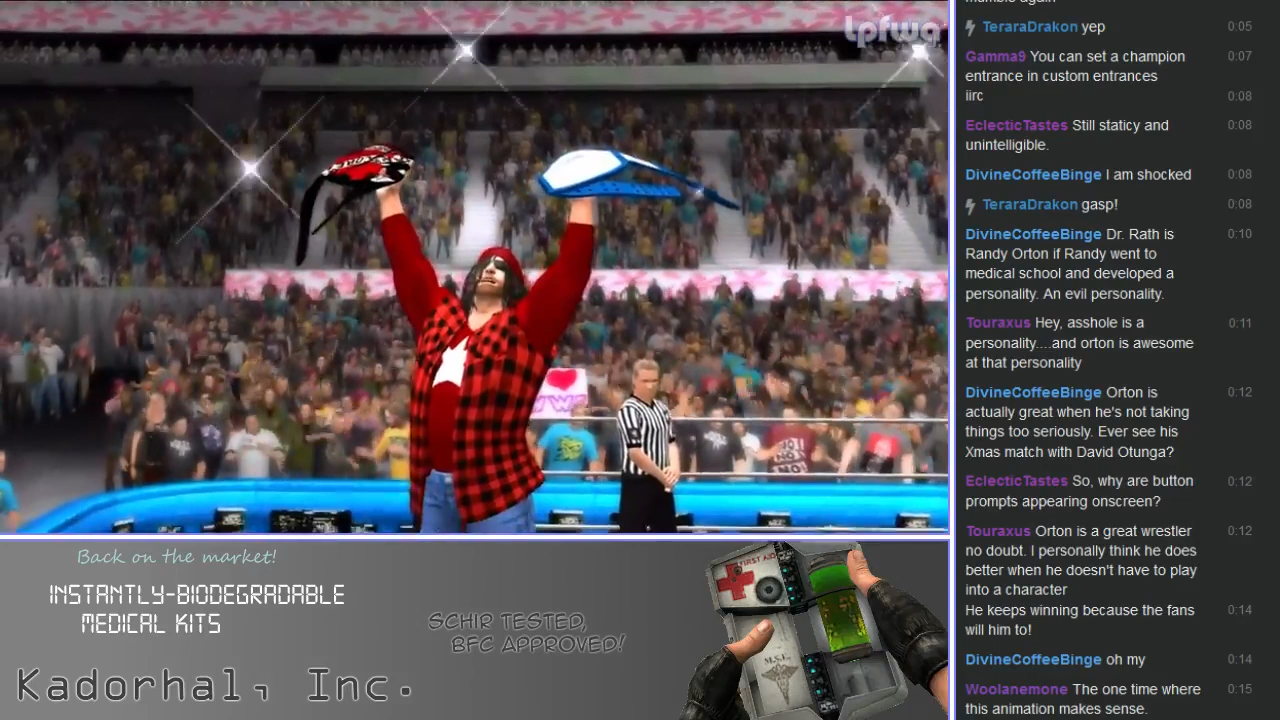 lpfwa
NO!
NO!
NO!
Back on the market!
INSTANTLY-BIODEGRADABLE
MEDICAL KITS
SCHIR TESTED,
BFC APPROVED!
Kadorhal, Inc.
FIRST AID
M.S.I.
TeraraDrakon yep 0:05
Gamma9 You can set a champion 0:07
entrance in custom entrances
iirc 0:08
EclecticTastes Still staticy and 0:08
unintelligible.
DivineCoffeeBinge I am shocked 0:08
TeraraDrakon gasp! 0:08
DivineCoffeeBinge Dr. Rath is 0:10
Randy Orton if Randy went to
medical school and developed a
personality. An evil personality.
Touraxus Hey, asshole is a 0:11
personality....and orton is awesome
at that personality
DivineCoffeeBinge Orton is 0:12
actually great when he's not taking
things too seriously. Ever see his
Xmas match with David Otunga?
EclecticTastes So, why are button 0:12
prompts appearing onscreen?
Touraxus Orton is a great wrestler 0:12
no doubt. I personally think he does
better when he doesn't have to play
into a character
He keeps winning because the fans 0:14
will him to!
DivineCoffeeBinge oh my 0:14
Woolanemone The one time where 0:15
this animation makes sense.